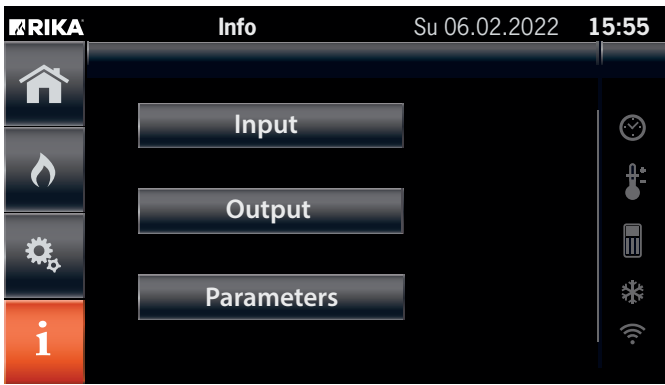 RIKA Info Su 06.02.2022 15:55
Input
Output
Parameters
i